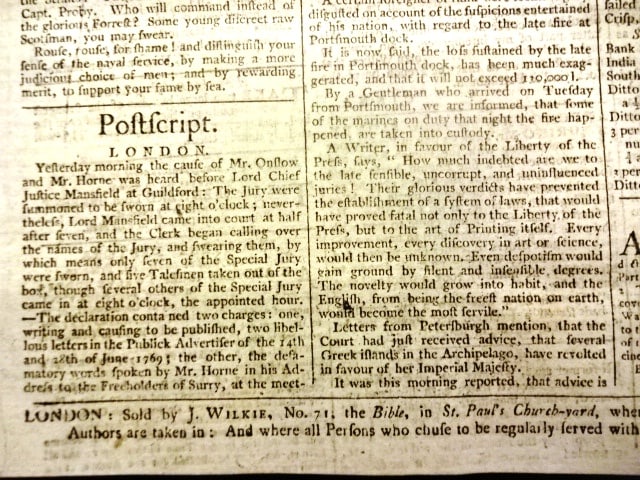 Capt. Proby. Who will command instead of
the glorious Forrest? Some young discreet raw
Scotsman, you may swear.
Rouse, rouse, for shame! and distinguish your
sense of the naval service, by making a more
judicious choice of men; and by rewarding
merit, to support your fame by sea.
Postscript.
LONDON.
Yesterday morning the cause of Mr. Onslow
and Mr. Horne was heard before Lord Chief
Justice Mansfield at Guildford: The Jury were
summoned to be sworn at eight o'clock; never-
theless, Lord Mansfield came into court at half
after seven, and the Clerk began calling over
the names of the Jury, and swearing them, by
which means only seven of the Special Jury
were sworn, and five Talesmen taken out of the
box, though several others of the Special Jury
came in at eight o'clock, the appointed hour.
—The declaration contained two charges: one,
writing and causing to be published, two libel-
lous letters in the Publick Advertiser of the 14th
and 28th of June 1769; the other, the defa-
matory words spoken by Mr. Horne in his Ad-
dress to the Freeholders of Surry, at the meet-
disgusted on account of the suspicions entertained
of his nation, with regard to the late fire at
Portsmouth dock.
It is now said, the loss sustained by the late
fire in Portsmouth dock, has been much exag-
gerated, and that it will not exceed 110,000 l.
By a Gentleman who arrived on Tuesday
from Portsmouth, we are informed, that some
of the marines on duty that night the fire hap-
pened, are taken into custody.
A Writer, in favour of the Liberty of the
Press, says, " How much indebted are we to
the late sensible, uncorrupt, and uninfluenced
juries! Their glorious verdicts have prevented
the establishment of a system of laws, that would
have proved fatal not only to the Liberty of the
Press, but to the art of Printing itself. Every
improvement, every discovery in art or science,
would then be unknown. Even despotism would
gain ground by silent and insensible degrees.
The novelty would grow into habit, and the
English, from being the freest nation on earth,
would become the most servile."
Letters from Petersburgh mention, that the
Court had just received advice, that several
Greek islands in the Archipelago, have revolted
in favour of her Imperial Majesty.
It was this morning reported, that advice is
failed
Crisp,
Bank
India
South
Ditto
Ditto
3 per
Ditto
LONDON: Sold by J. WILKIE, No. 71, the Bible, in St. Paul's Church-yard, whe
Authors are taken in: And where all Persons who chuse to be regularly served with